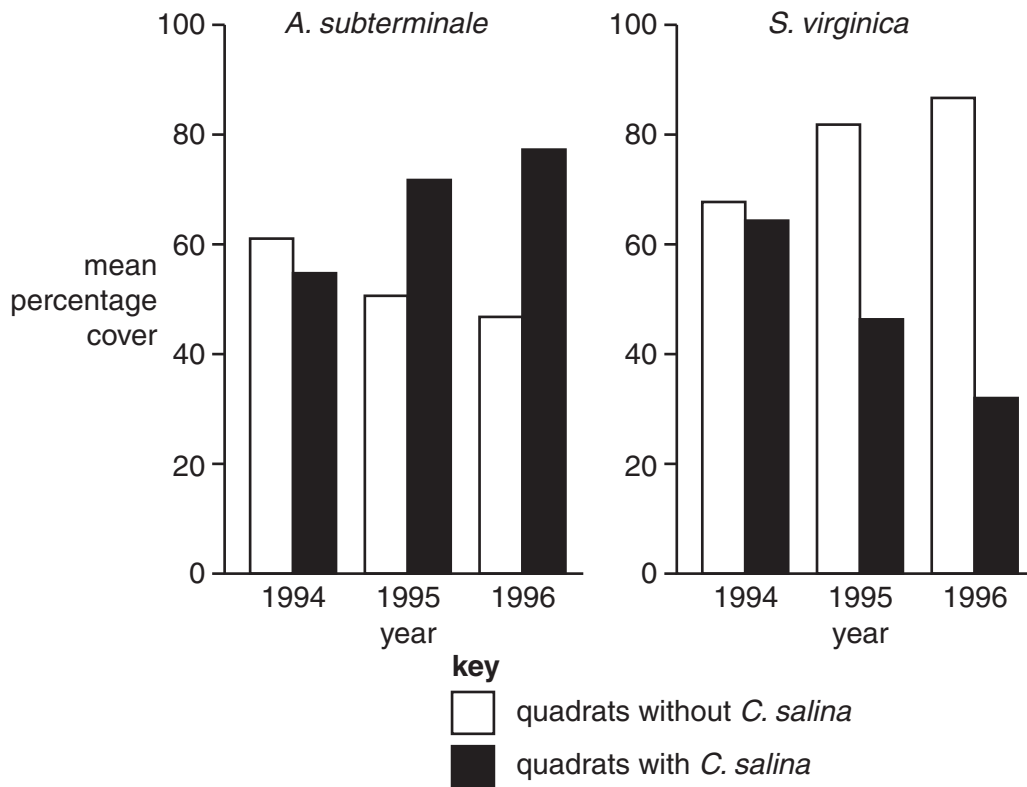 A. subterminale
100
80
60
40
20
0
mean
percentage
cover
1994 1995 1996
year
S. virginica
100
80
60
40
20
0
1994 1995 1996
year
key
quadrats without C. salina
quadrats with C. salina